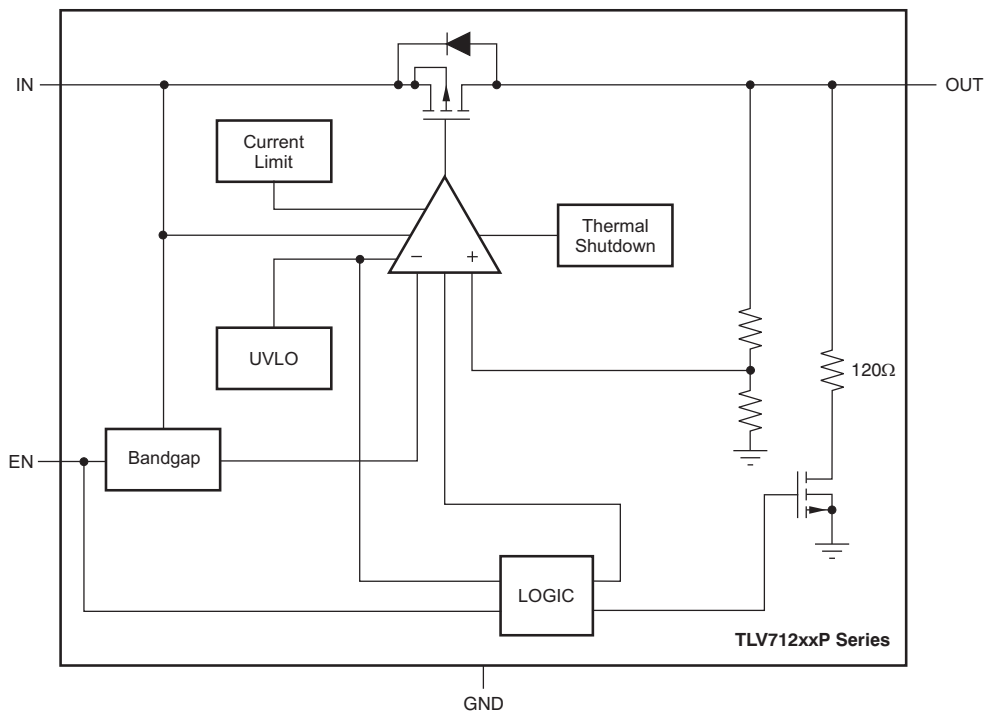 IN
OUT
Current
Limit
Thermal
Shutdown
−
+
UVLO
120Ω
EN
Bandgap
LOGIC
TLV712xxP Series
GND